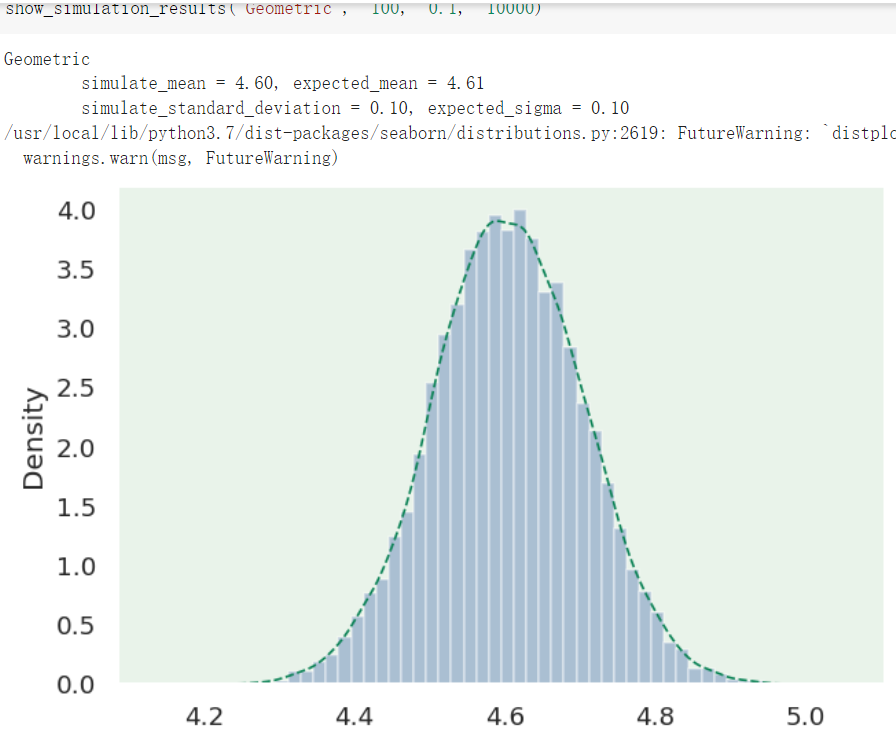 show_simulation_results('Geometric', 100, 0.1, 10000)
Geometric
simulate_mean = 4.60, expected_mean = 4.61
simulate_standard_deviation = 0.10, expected_sigma = 0.10
/usr/local/lib/python3.7/dist-packages/seaborn/distributions.py:2619: FutureWarning: `distplo
warnings.warn(msg, FutureWarning)
4.0
3.5
3.0
2.5
2.0
1.5
1.0
0.5
0.0
Density
4.2 4.4 4.6 4.8 5.0